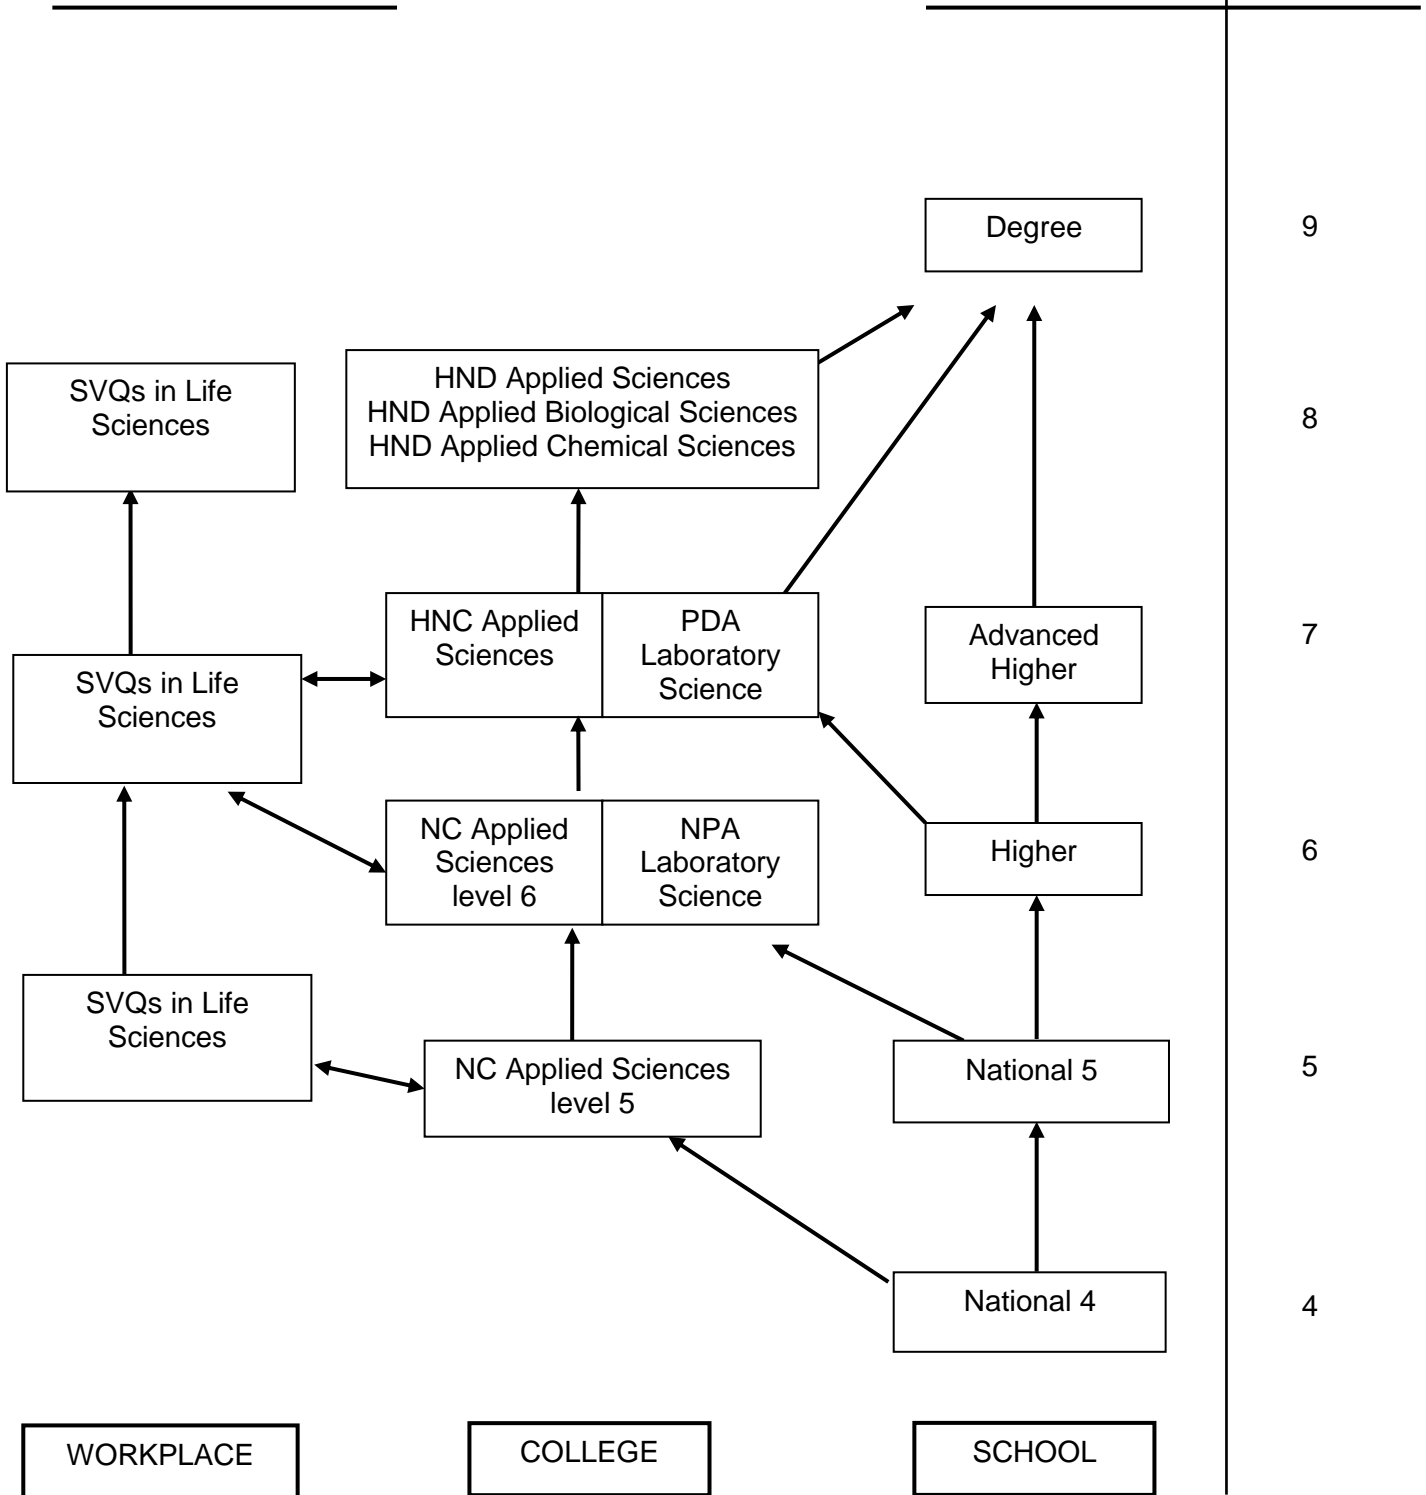 Degree
9
SVQs in Life
Sciences
HND Applied Sciences
HND Applied Biological Sciences
HND Applied Chemical Sciences
8
HNC Applied
Sciences
PDA
Laboratory
Science
Advanced
Higher
7
SVQs in Life
Sciences
NC Applied
Sciences
level 6
NPA
Laboratory
Science
Higher
6
SVQs in Life
Sciences
NC Applied Sciences
level 5
National 5
5
National 4
4
WORKPLACE
COLLEGE
SCHOOL